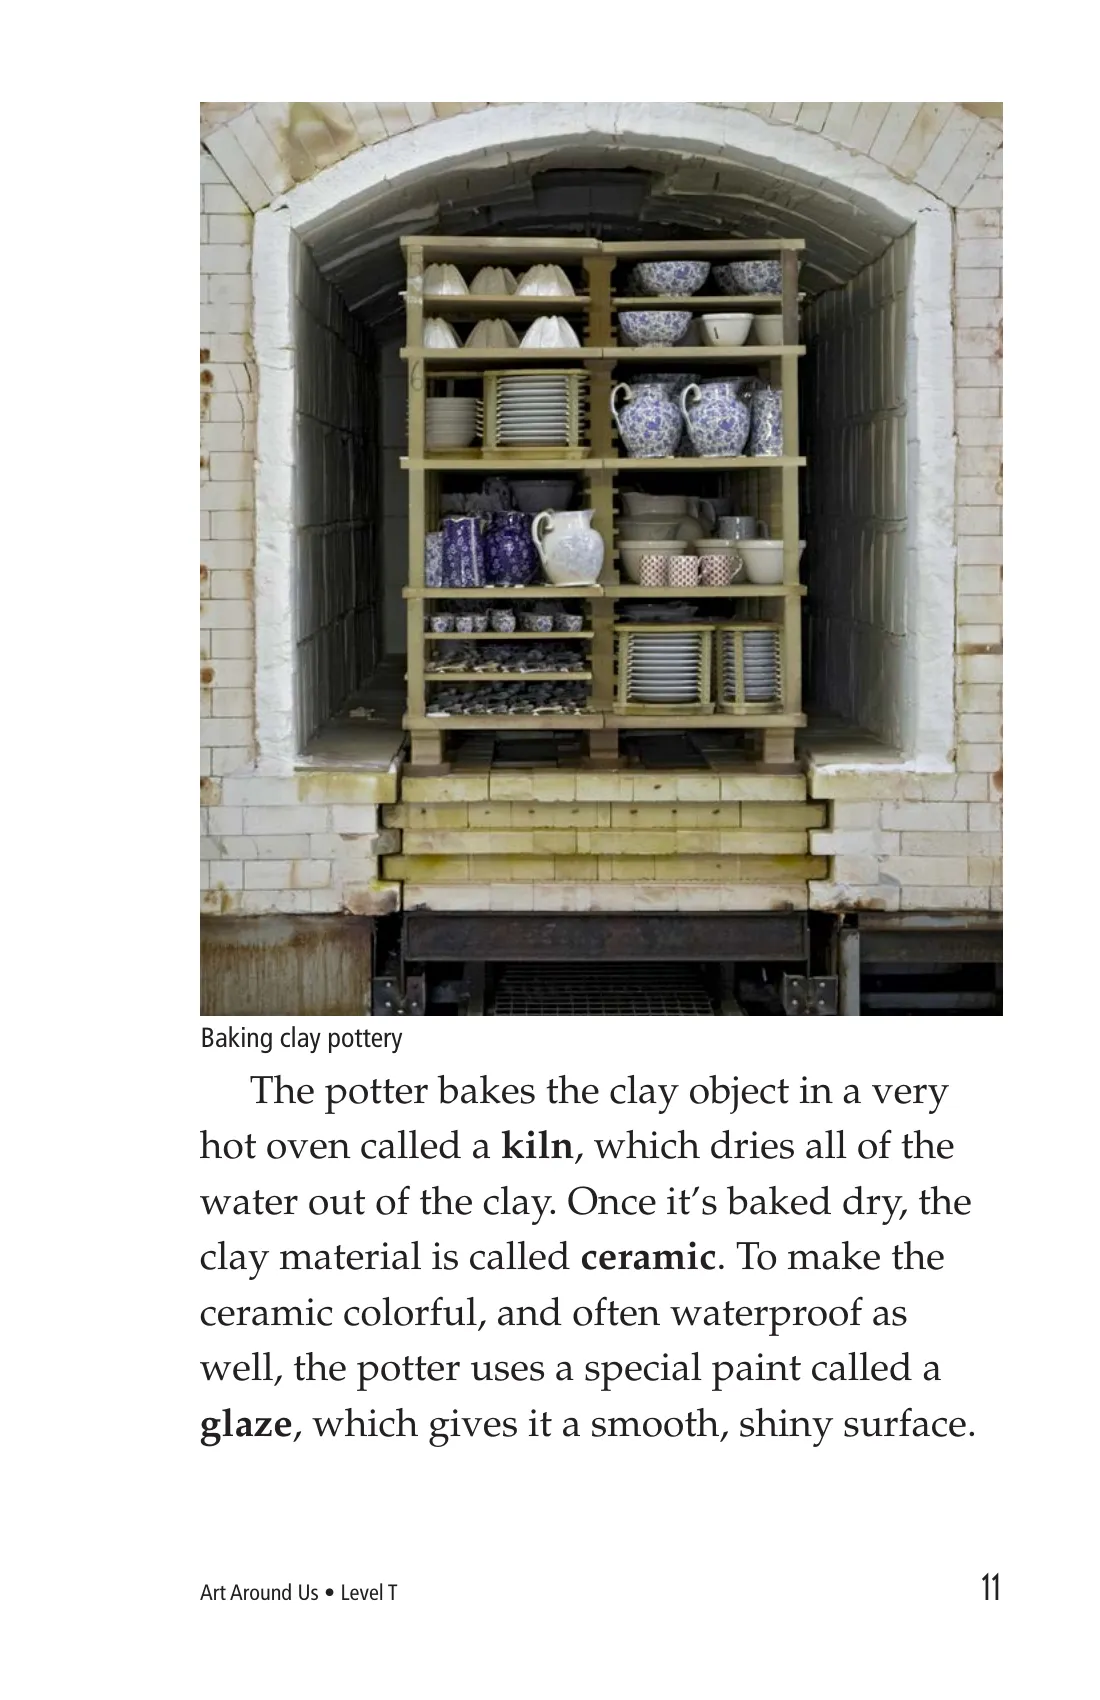 Baking clay pottery
The potter bakes the clay object in a very
hot oven called a kiln, which dries all of the
water out of the clay. Once it’s baked dry, the
clay material is called ceramic. To make the
ceramic colorful, and often waterproof as
well, the potter uses a special paint called a
glaze, which gives it a smooth, shiny surface.
Art Around Us • Level T
11